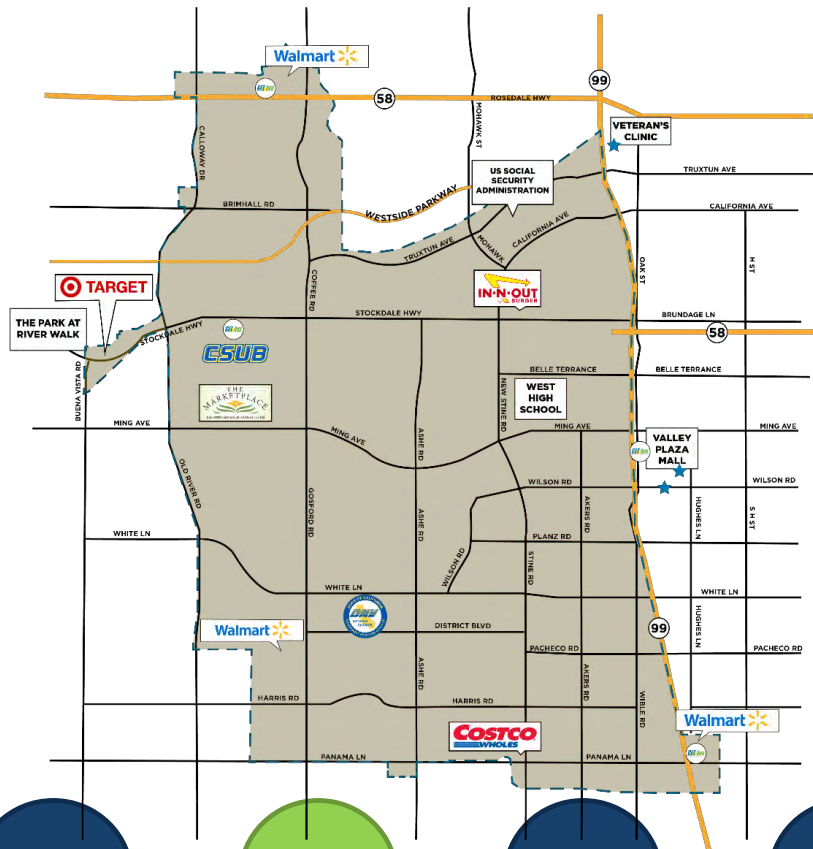 Walmart
99
58
ROSEDALE HWY
MOHAWK ST
CALLOWAY DR
VETERAN'S
CLINIC
US SOCIAL
SECURITY
ADMINISTRATION
TRUXTUN AVE
WESTSIDE PARKWAY
BRIMHALL RD
CALIFORNIA AVE
CALIFORNIA AVE
MOHAWK
TRUXTUN AVE
OAK ST
H ST
COFFEE RD
TARGET
IN-N-OUT
BURGER
THE PARK AT
RIVER WALK
STOCKDALE HWY
STOCKDALE HWY
BRUNDAGE LN
58
CSUB
BUENA VISTA RD
BELLE TERRANCE
BELLE TERRANCE
NEW STINE RD
WEST
HIGH
SCHOOL
THE
MARKETPLACE
MING AVE
MING AVE
MING AVE
MING AVE
ASHE RD
VALLEY
PLAZA
MALL
OLD RIVER RD
GOSFORD RD
WILSON RD
WILSON RD
AKERS RD
HUGHES LN
S H ST
ASHE RD
WHITE LN
PLANZ RD
WILSON RD
STINE RD
WHITE LN
WHITE LN
DMV
HUGHES LN
DISTRICT BLVD
99
Walmart
PACHECO RD
PACHECO RD
ASHE RD
AKERS RD
WIBLE RD
HARRIS RD
HARRIS RD
Walmart
COSTCO
WHOLES
PANAMA LN
PANAMA LN